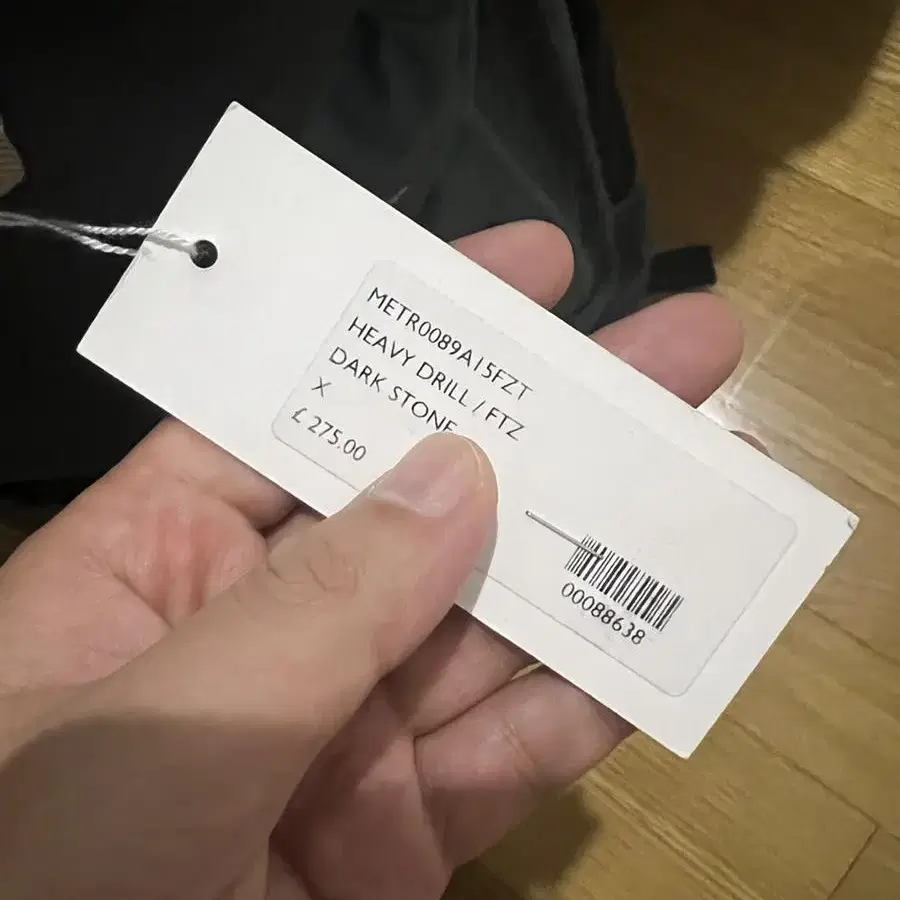 METR0089A15FZT
HEAVY DRILL / FTZ
DARK STONE
X
£ 275.00
00088638